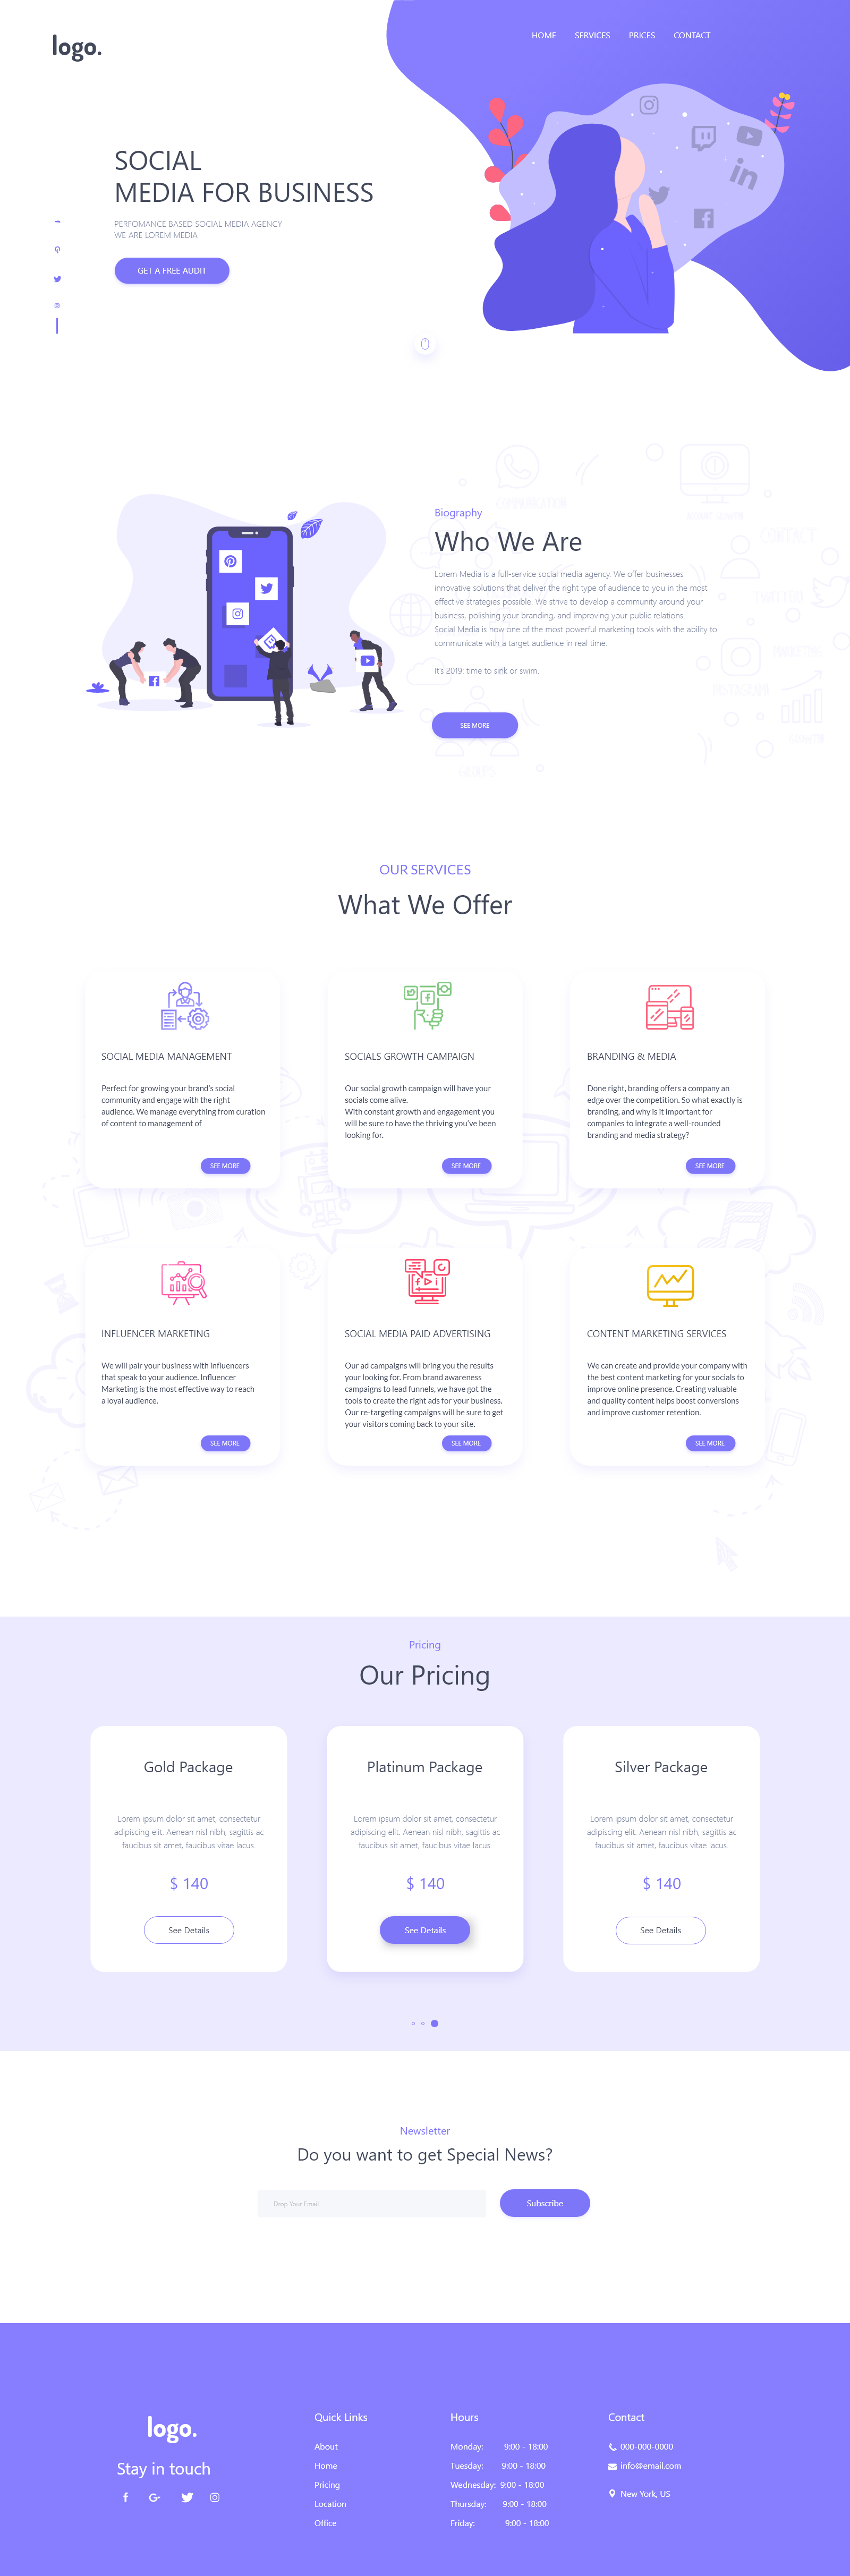 logo.
HOME SERVICES PRICES CONTACT
SOCIAL
MEDIA FOR BUSINESS
PERFOMANCE BASED SOCIAL MEDIA AGENCY
WE ARE LOREM MEDIA
GET A FREE AUDIT
COMMUNICATION
CONTACT
TWITTER
MARKETING
INSTAGRAM
GROWTH
GROUPS
Biography
Who We Are
Lorem Media is a full-service social media agency. We offer businesses
innovative solutions that deliver the right type of audience to you in the most
effective strategies possible. We strive to develop a community around your
business, polishing your branding, and improving your public relations.
Social Media is now one of the most powerful marketing tools with the ability to
communicate with a target audience in real time.
It's 2019: time to sink or swim.
SEE MORE
OUR SERVICES
What We Offer
SOCIAL MEDIA MANAGEMENT
Perfect for growing your brand's social
community and engage with the right
audience. We manage everything from curation
of content to management of
SEE MORE
SOCIALS GROWTH CAMPAIGN
Our social growth campaign will have your
socials come alive.
With constant growth and engagement you
will be sure to have the thriving you've been
looking for.
SEE MORE
BRANDING & MEDIA
Done right, branding offers a company an
edge over the competition. So what exactly is
branding, and why is it important for
companies to integrate a well-rounded
branding and media strategy?
SEE MORE
INFLUENCER MARKETING
We will pair your business with influencers
that speak to your audience. Influencer
Marketing is the most effective way to reach
a loyal audience.
SEE MORE
SOCIAL MEDIA PAID ADVERTISING
Our ad campaigns will bring you the results
your looking for. From brand awareness
campaigns to lead funnels, we have got the
tools to create the right ads for your business.
Our re-targeting campaigns will be sure to get
your visitors coming back to your site.
SEE MORE
CONTENT MARKETING SERVICES
We can create and provide your company with
the best content marketing for your socials to
improve online presence. Creating valuable
and quality content helps boost conversions
and improve customer retention.
SEE MORE
Pricing
Our Pricing
Gold Package
Lorem ipsum dolor sit amet, consectetur
adipiscing elit. Aenean nisl nibh, sagittis ac
faucibus sit amet, faucibus vitae lacus.
$ 140
See Details
Platinum Package
Lorem ipsum dolor sit amet, consectetur
adipiscing elit. Aenean nisl nibh, sagittis ac
faucibus sit amet, faucibus vitae lacus.
$ 140
See Details
Silver Package
Lorem ipsum dolor sit amet, consectetur
adipiscing elit. Aenean nisl nibh, sagittis ac
faucibus sit amet, faucibus vitae lacus.
$ 140
See Details
Newsletter
Do you want to get Special News?
Drop Your Email
Subscribe
logo.
Stay in touch
Quick Links
About
Home
Pricing
Location
Office
Hours
Monday: 9:00 - 18:00
Tuesday: 9:00 - 18:00
Wednesday: 9:00 - 18:00
Thursday: 9:00 - 18:00
Friday: 9:00 - 18:00
Contact
000-000-0000
info@email.com
New York, US